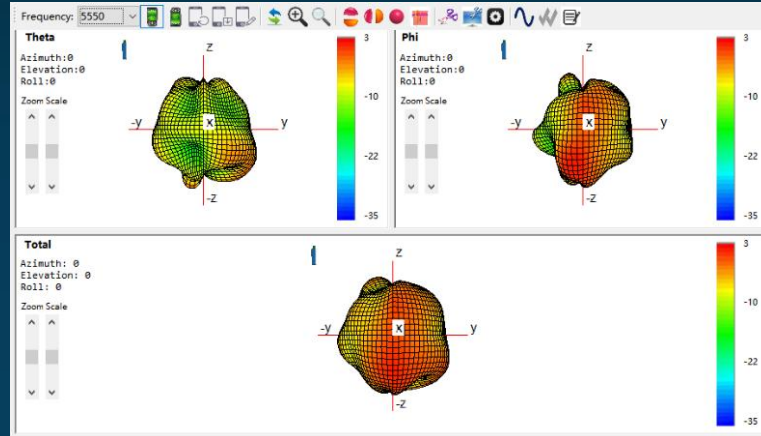 Frequency: 5550
Theta
Azimuth:0
Elevation:0
Roll:0
Zoom Scale
z
-y
x
y
-z
3
-10
-22
-35
Phi
Azimuth:0
Elevation:0
Roll:0
Zoom Scale
z
-y
x
y
-z
3
-10
-22
-35
Total
Azimuth: 0
Elevation: 0
Roll: 0
Zoom Scale
z
-y
x
y
-z
3
-10
-22
-35